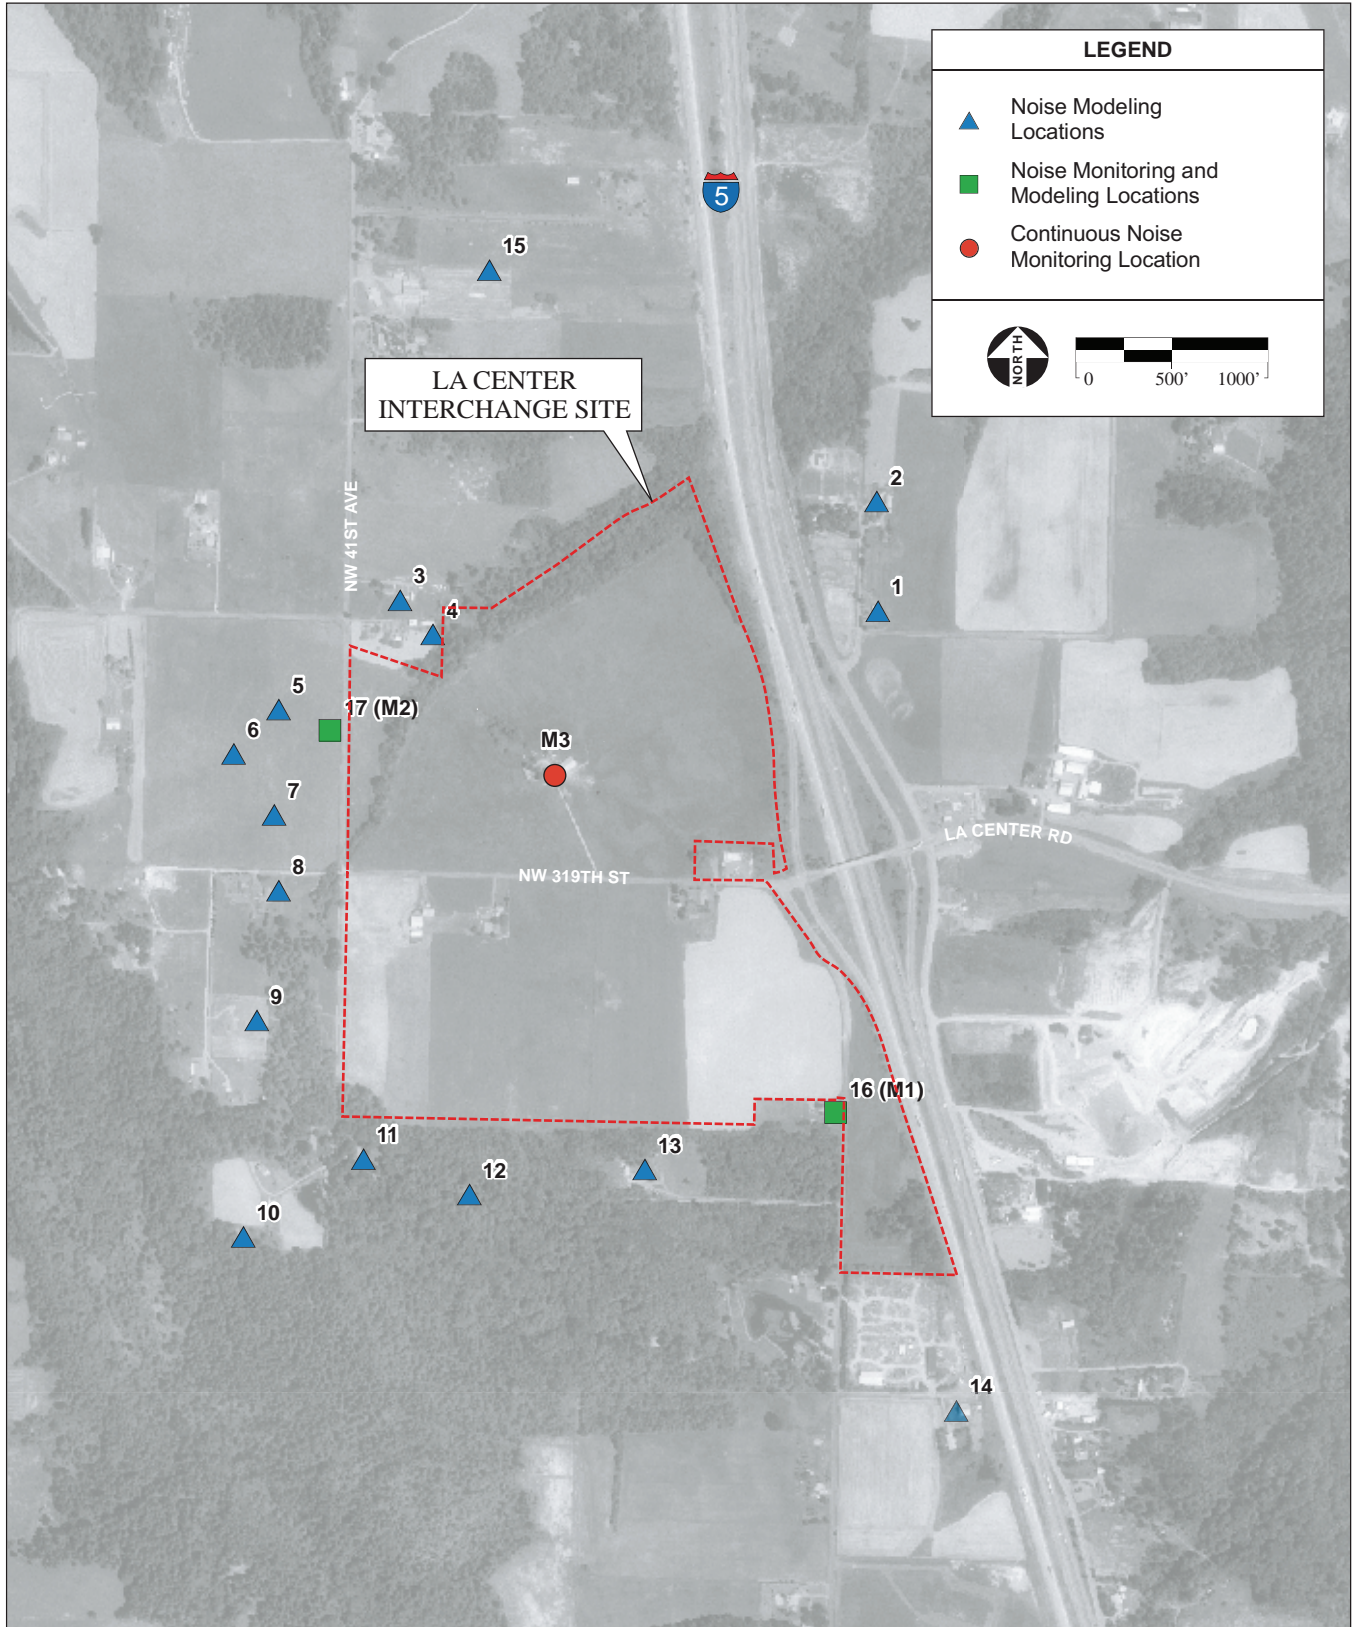 LEGEND
Noise Modeling
Locations
Noise Monitoring and
Modeling Locations
Continuous Noise
Monitoring Location
NORTH
0 500’ 1000’
5
15
LA CENTER
INTERCHANGE SITE
2
NW 41ST AVE
3
1
4
5
17 (M2)
6
M3
7
LA CENTER RD
8
NW 319TH ST
9
16 (M1)
11
13
12
10
14